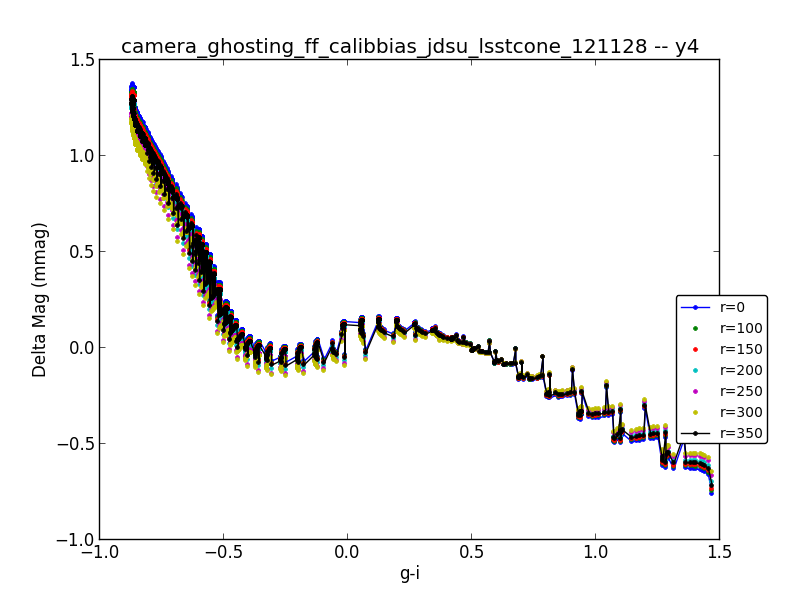 camera_ghosting_ff_calibbias_jdsu_lsstcone_121128 -- y4
1.5
1.0
0.5
0.0
−0.5
−1.0
Delta Mag (mmag)
r=0
r=100
r=150
r=200
r=250
r=300
r=350
−1.0 −0.5 0.0 0.5 1.0 1.5
g-i